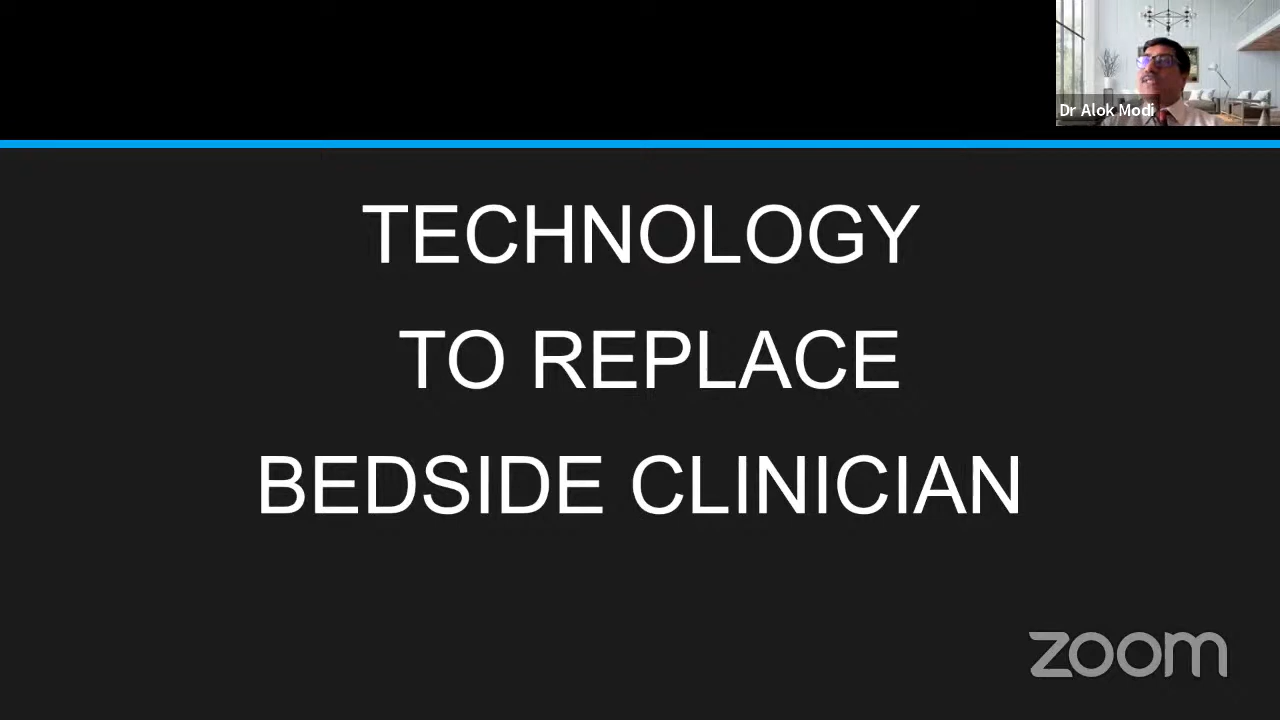 Dr Alok Modi
TECHNOLOGY
TO REPLACE
BEDSIDE CLINICIAN
zoom